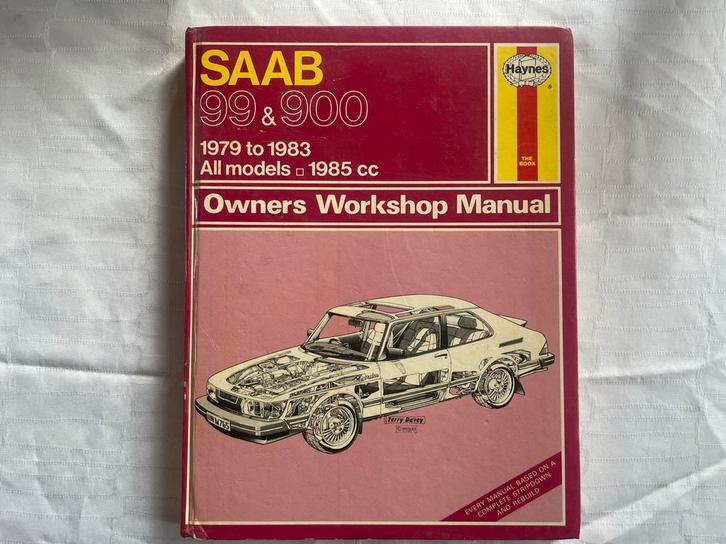 SAAB
99 & 900
1979 to 1983
All models □ 1985 cc
Haynes
®
THE
BOOK
Owners Workshop Manual
Terry Davey
EVERY MANUAL BASED ON A
COMPLETE STRIPDOWN
AND REBUILD